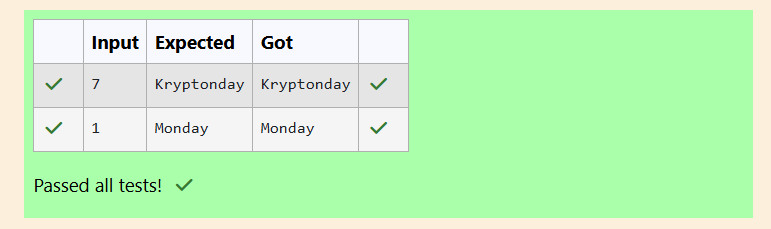 Input Expected Got
7 Kryptonday Kryptonday
1 Monday Monday
Passed all tests!